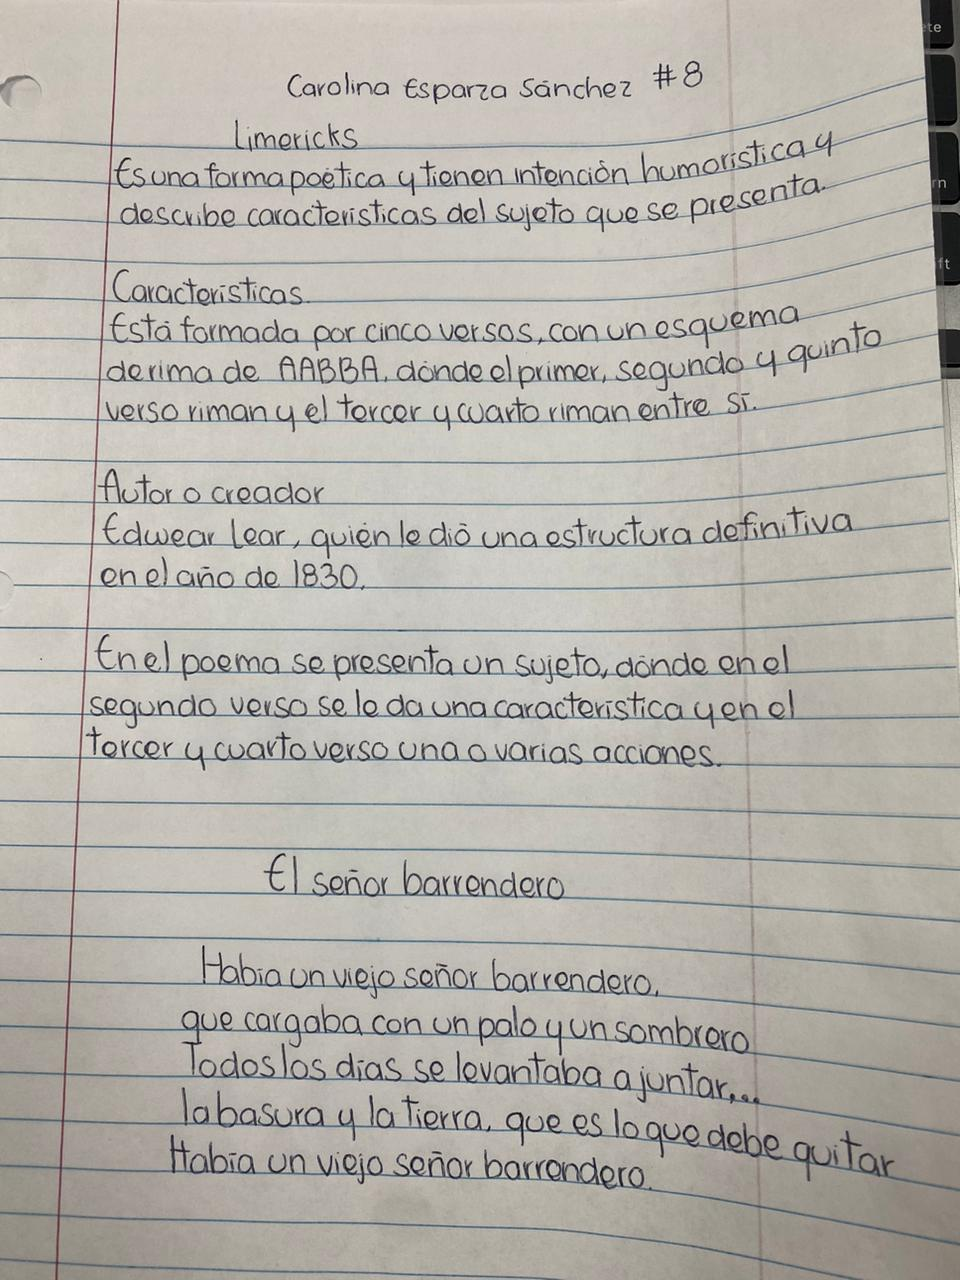 Carolina Esparza Sánchez #8
Limericks
Es una forma poética y tienen intención humorística y
describe características del sujeto que se presenta.
Características.
Está formada por cinco versos, con un esquema
de rima de AABBA, dónde el primer, segundo y quinto
verso riman y el tercer y cuarto riman entre sí.
Autor o creador
Edwear Lear, quién le dió una estructura definitiva
en el año de 1830.
En el poema se presenta un sujeto, dónde en el
segundo verso se le da una característica y en el
tercer y cuarto verso una o varias acciones.
El señor barrendero
Había un viejo señor barrendero,
que cargaba con un palo y un sombrero
Todos los días se levantaba a juntar...
la basura y la tierra, que es lo que debe quitar
Había un viejo señor barrendero.
ete
rn
ft